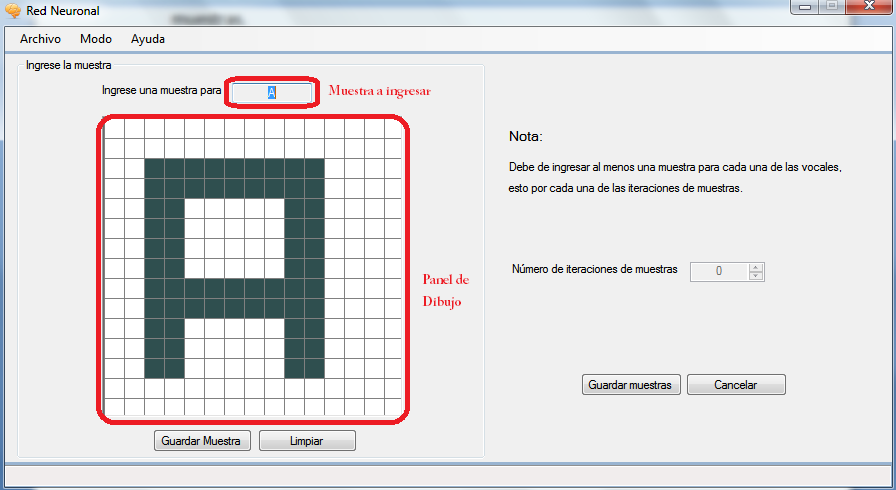 Red Neuronal
Archivo Modo Ayuda
Ingrese la muestra
Ingrese una muestra para A Muestra a ingresar
Nota:
Debe de ingresar al menos una muestra para cada una de las vocales,
esto por cada una de las iteraciones de muestras.
Número de iteraciones de muestras 0
Panel de
Dibujo
Guardar muestras Cancelar
Guardar Muestra Limpiar